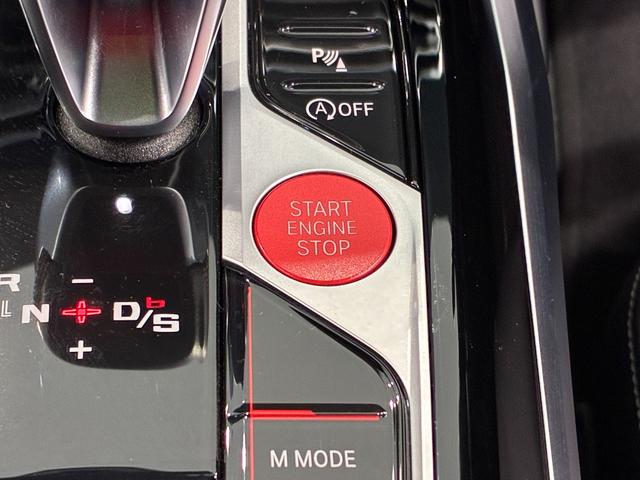 P
A OFF
START
ENGINE
STOP
R
N
D/S
M MODE